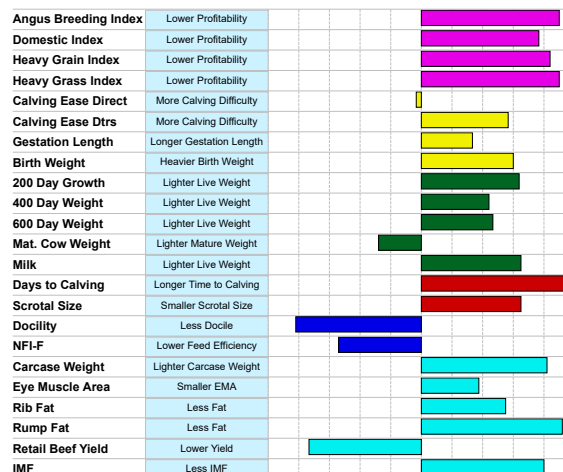 Angus Breeding Index Lower Profitability
Domestic Index Lower Profitability
Heavy Grain Index Lower Profitability
Heavy Grass Index Lower Profitability
Calving Ease Direct More Calving Difficulty
Calving Ease Dtrs More Calving Difficulty
Gestation Length Longer Gestation Length
Birth Weight Heavier Birth Weight
200 Day Growth Lighter Live Weight
400 Day Weight Lighter Live Weight
600 Day Weight Lighter Live Weight
Mat. Cow Weight Lighter Mature Weight
Milk Lighter Live Weight
Days to Calving Longer Time to Calving
Scrotal Size Smaller Scrotal Size
Docility Less Docile
NFI-F Lower Feed Efficiency
Carcase Weight Lighter Carcase Weight
Eye Muscle Area Smaller EMA
Rib Fat Less Fat
Rump Fat Less Fat
Retail Beef Yield Lower Yield
IMF Less IMF